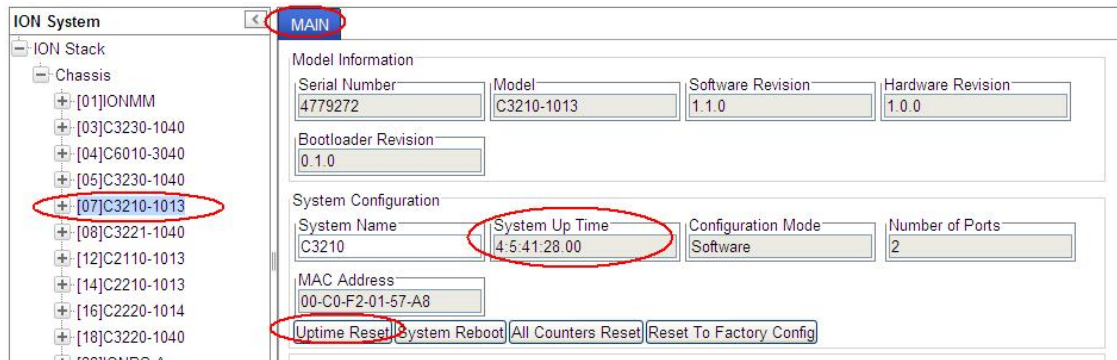 ION System
ION Stack
Chassis
[01]IONMM
[03]C3230-1040
[04]C6010-3040
[05]C3230-1040
[07]C3210-1013
[08]C3221-1040
[12]C2110-1013
[14]C2210-1013
[16]C2220-1014
[18]C3220-1040
MAIN
Model Information
Serial Number Model Software Revision Hardware Revision
4779272 C3210-1013 1.1.0 1.0.0
Bootloader Revision
0.1.0
System Configuration
System Name System Up Time Configuration Mode Number of Ports
C3210 4:5:41:28.00 Software 2
MAC Address
00-C0-F2-01-57-A8
Uptime Reset System Reboot All Counters Reset Reset To Factory Config